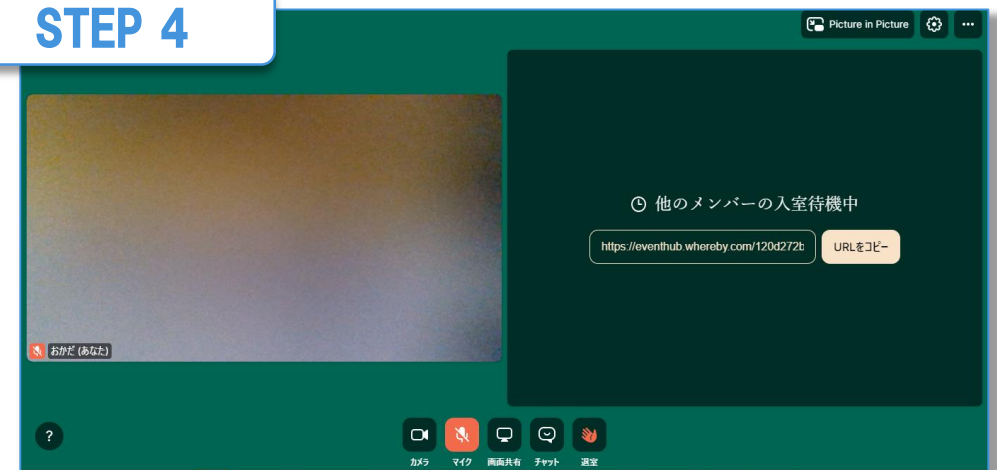 STEP 4
Picture in Picture
他のメンバーの入室待機中
https://eventhub.whereby.com/120d272b
URLをコピー
おかだ (あなた)
?
カメラ
マイク
画面共有
チャット
退室